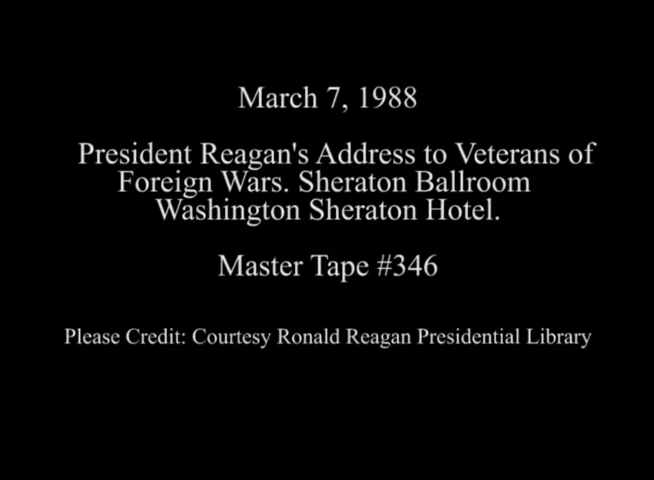 March 7, 1988
President Reagan's Address to Veterans of
Foreign Wars. Sheraton Ballroom
Washington Sheraton Hotel.
Master Tape #346
Please Credit: Courtesy Ronald Reagan Presidential Library